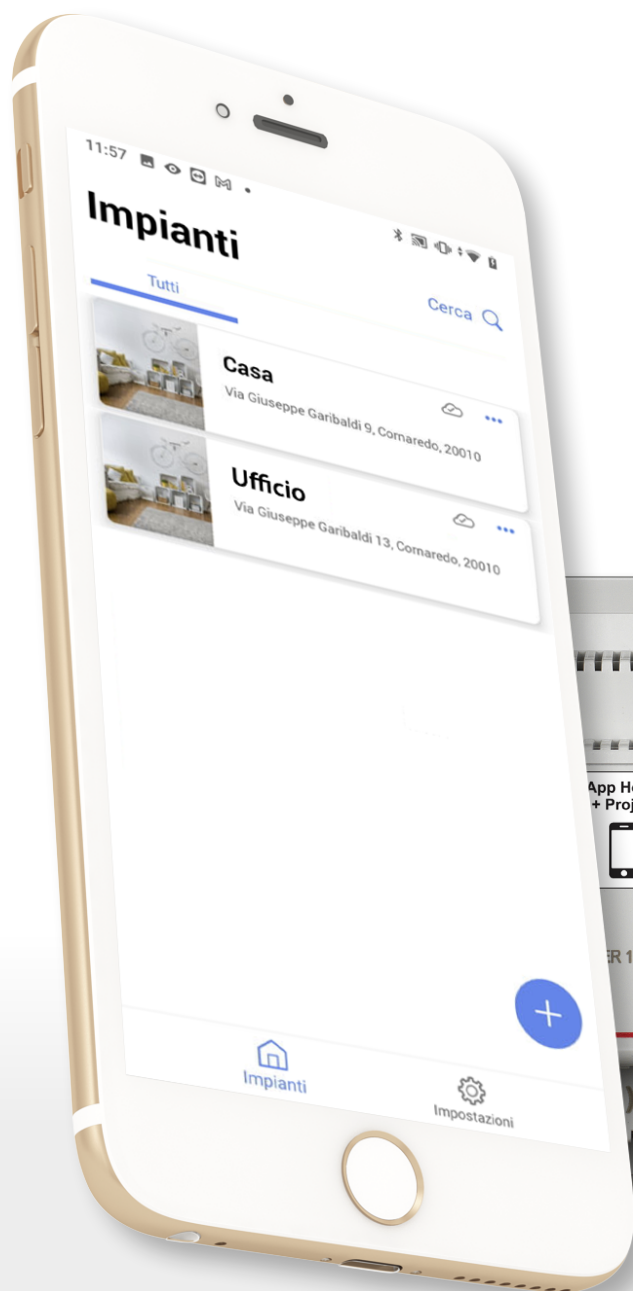 11:57
Impianti
Tutti
Cerca
Casa
Via Giuseppe Garibaldi 9, Cornaredo, 20010
Ufficio
Via Giuseppe Garibaldi 13, Cornaredo, 20010
App
+
ER 1
Impianti
Impostazioni